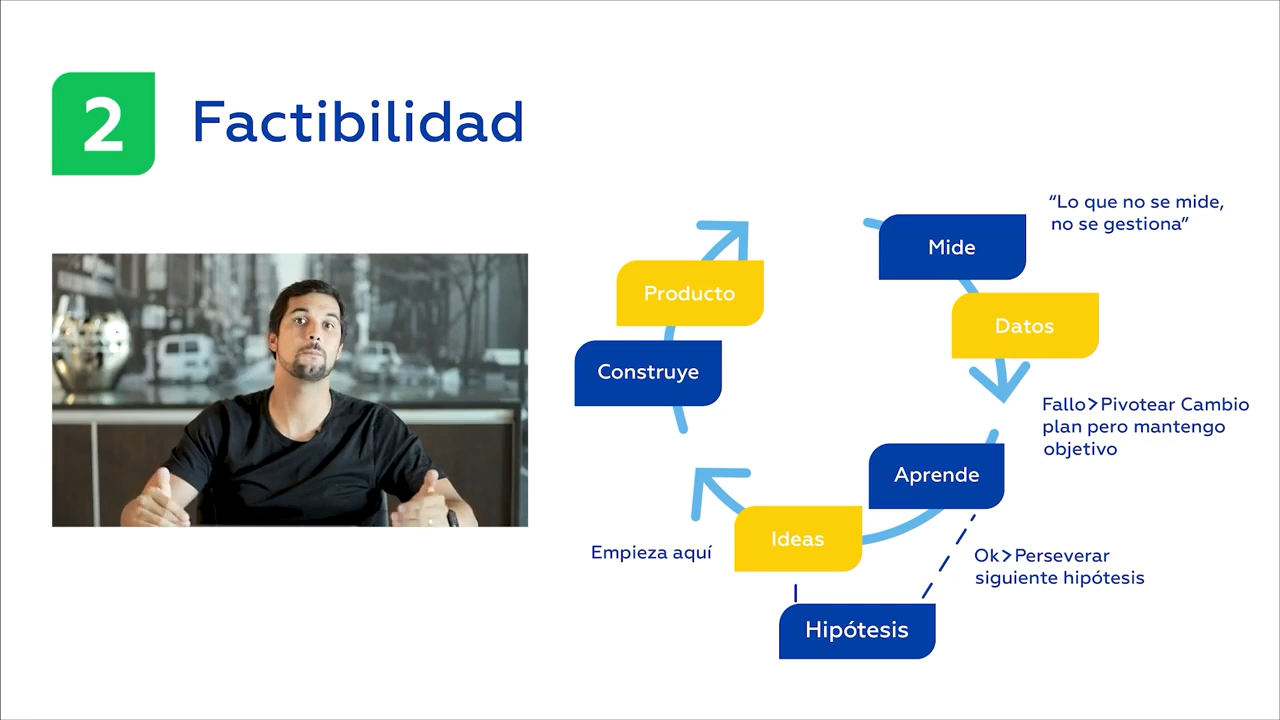 2
Factibilidad
“Lo que no se mide,
no se gestiona”
Mide
Producto
Datos
Construye
Fallo>Pivotear Cambio
plan pero mantengo
objetivo
Aprende
Ideas
Empieza aquí
Ok>Perseverar
siguiente hipótesis
Hipótesis